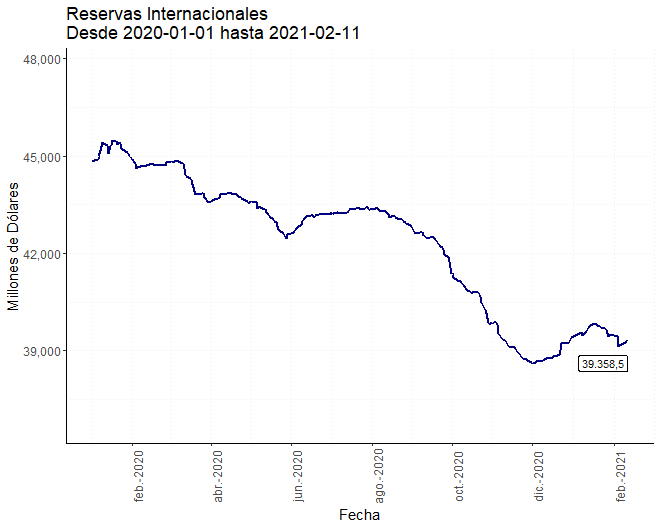 Reservas Internacionales
Desde 2020-01-01 hasta 2021-02-11
48,000
45,000
42,000
39,000
Millones de Dólares
39.358,5
feb.-2020
abr.-2020
jun.-2020
ago.-2020
oct.-2020
dic.-2020
feb.-2021
Fecha